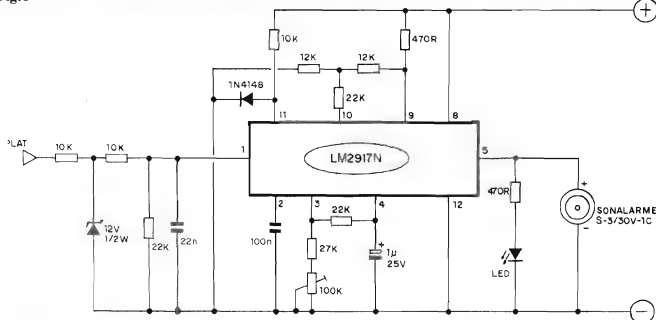 +
10K
470R
12K
12K
1N4148
22K
11
10
9
8
PLAT
10K
10K
1
LM2917N
5
2
3
4
12
12V
1/2W
22K
22n
100n
22K
27K
100K
1µ
25V
470R
LED
+
SONALARME
S-3/30V-1C
-
+
-